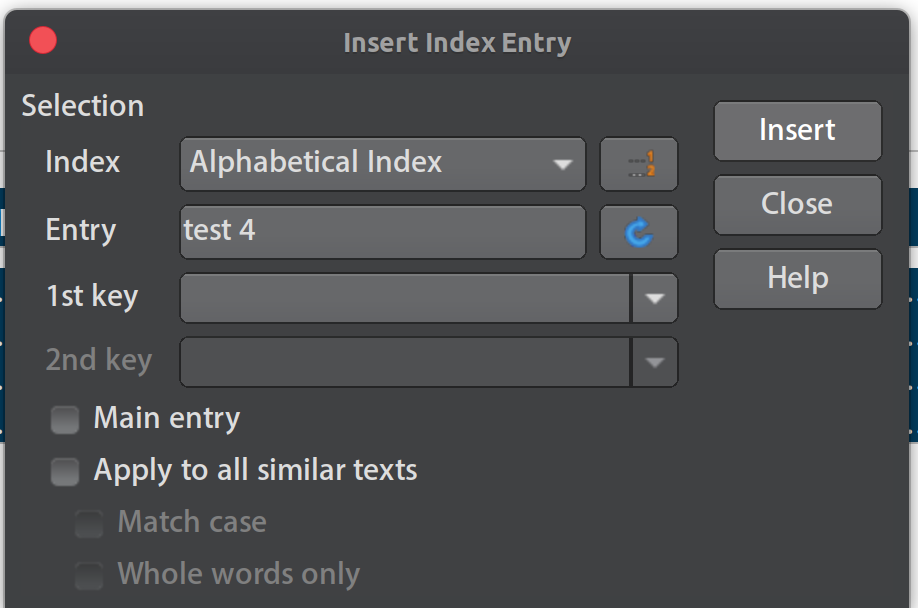 Insert Index Entry
Selection
Index Alphabetical Index
Entry test 4
1st key
2nd key
Main entry
Apply to all similar texts
Match case
Whole words only
Insert
Close
Help